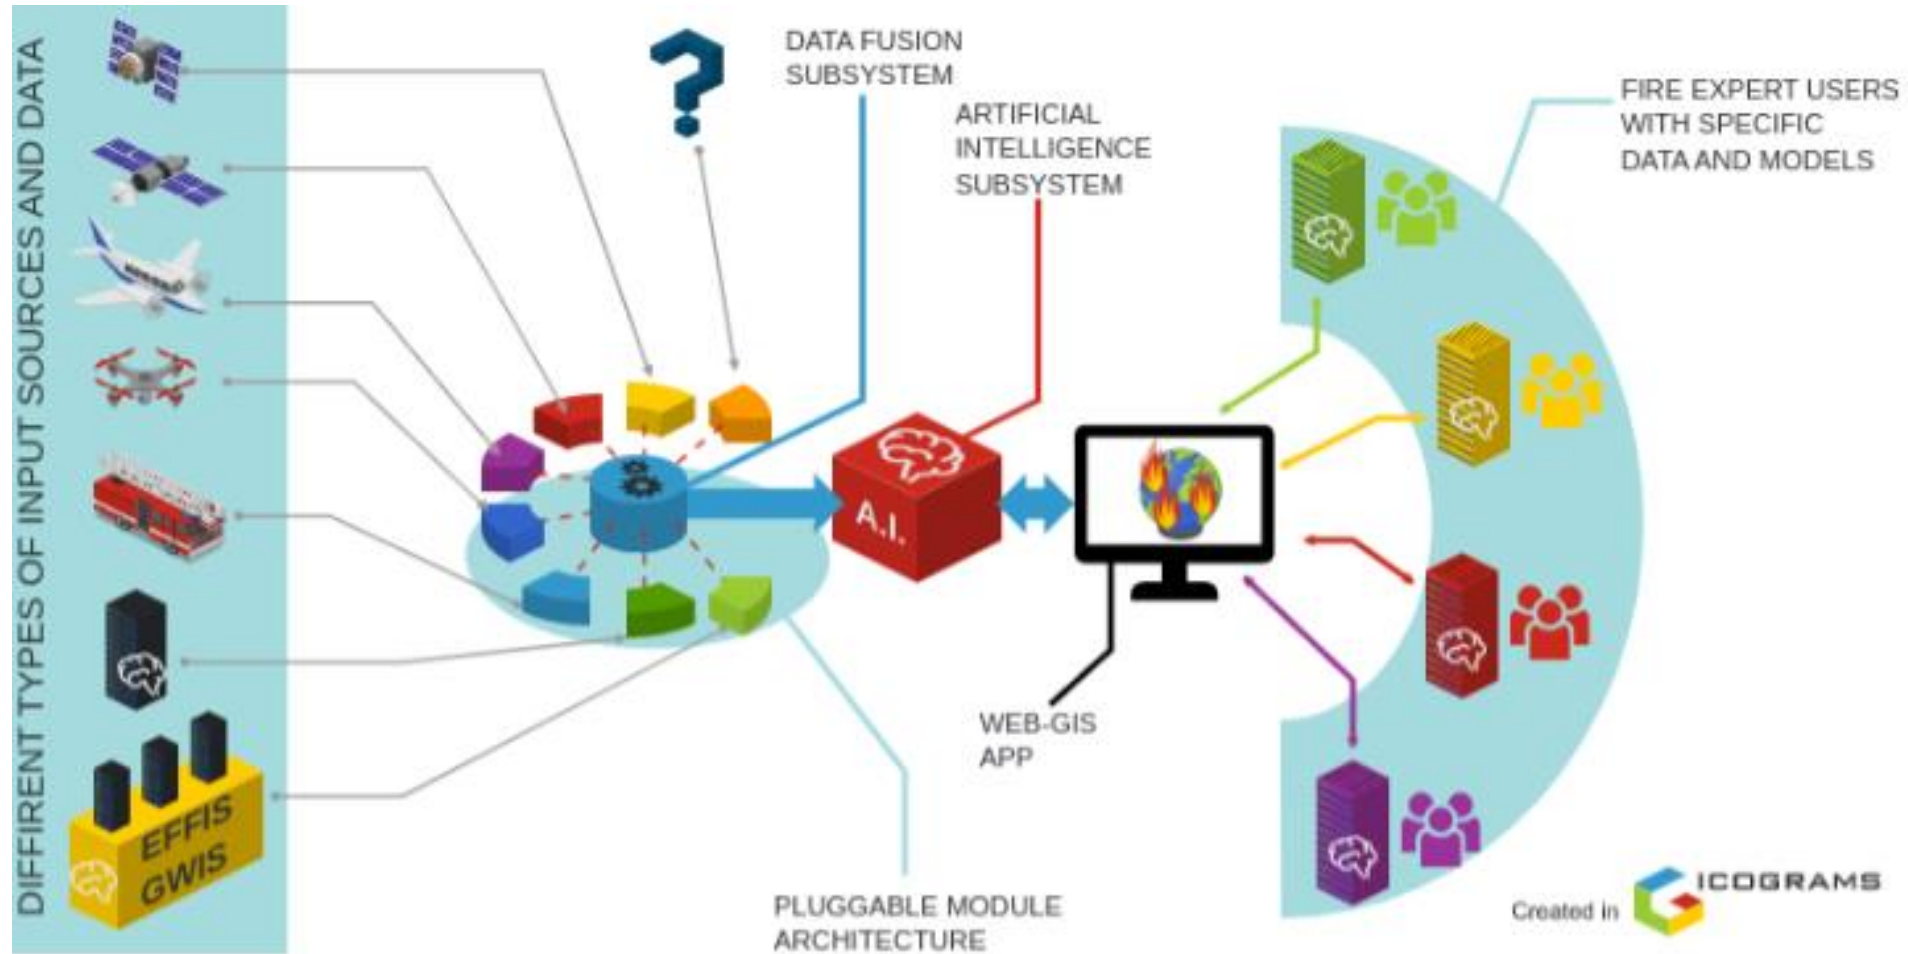 DIFFIRENT TYPES OF INPUT SOURCES AND DATA
DATA FUSION
SUBSYSTEM
ARTIFICIAL
INTELLIGENCE
SUBSYSTEM
FIRE EXPERT USERS
WITH SPECIFIC
DATA AND MODELS
A.I.
WEB-GIS
APP
EFFIS
GWIS
PLUGGABLE MODULE
ARCHITECTURE
Created in
ICOGRAMS